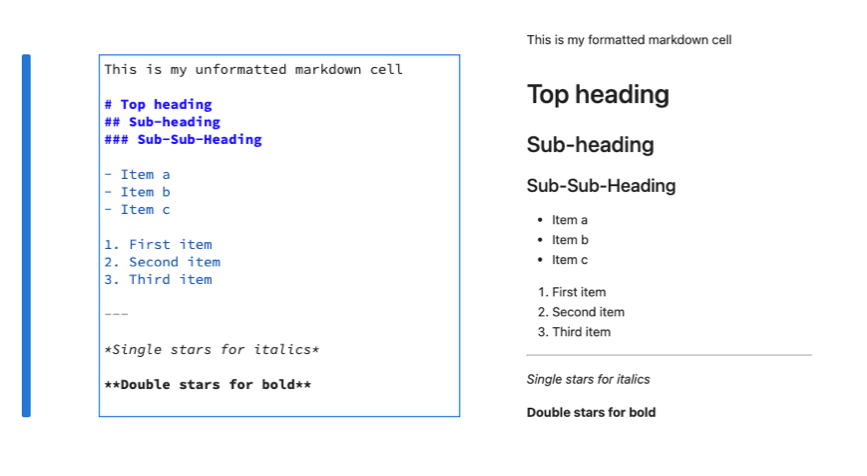 This is my unformatted markdown cell
# Top heading
## Sub-heading
### Sub-Sub-Heading
- Item a
- Item b
- Item c
1. First item
2. Second item
3. Third item
---
*Single stars for italics*
**Double stars for bold**
This is my formatted markdown cell
Top heading
Sub-heading
Sub-Sub-Heading
• Item a
• Item b
• Item c
1. First item
2. Second item
3. Third item
Single stars for italics
Double stars for bold